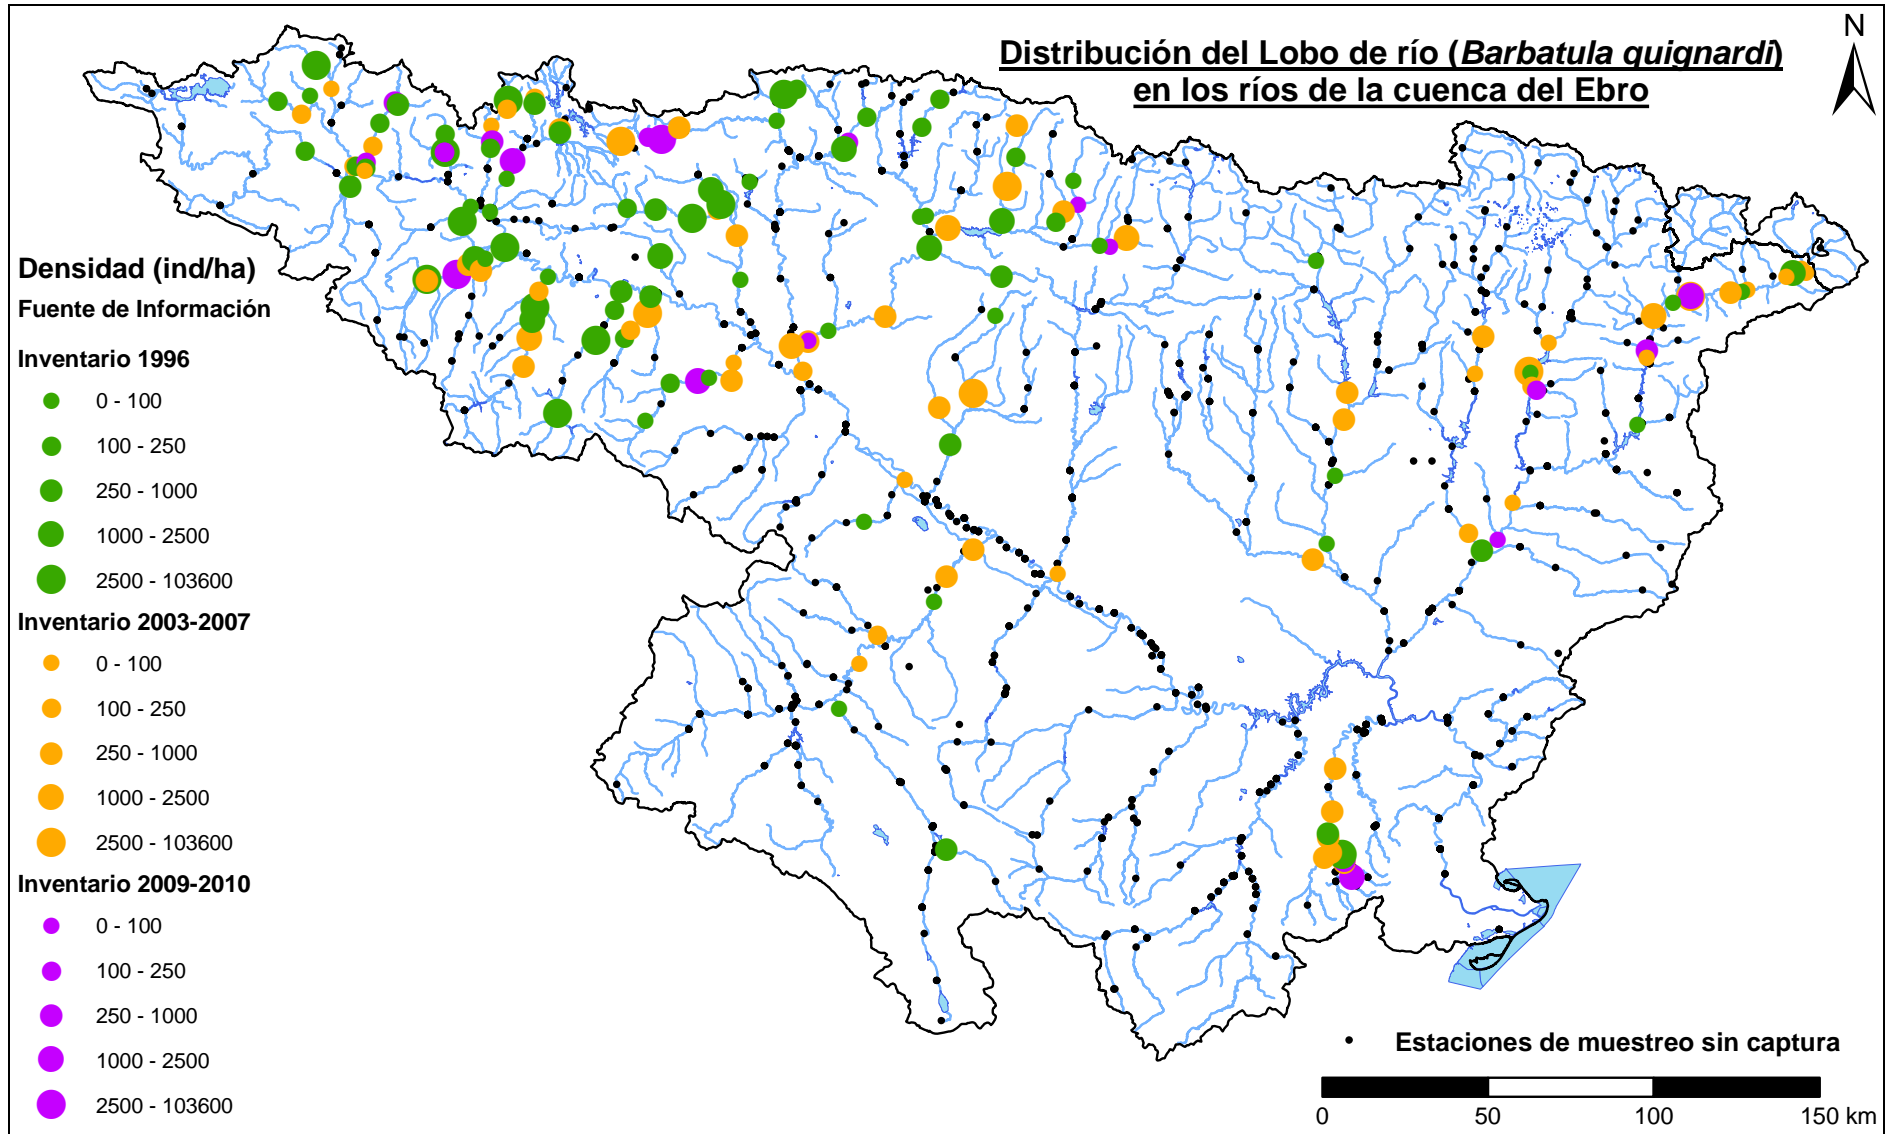 Distribución del Lobo de río (Barbatula quignardi)
en los ríos de la cuenca del Ebro
N
Densidad (ind/ha)
Fuente de Información
Inventario 1996
0 - 100
100 - 250
250 - 1000
1000 - 2500
2500 - 103600
Inventario 2003-2007
0 - 100
100 - 250
250 - 1000
1000 - 2500
2500 - 103600
Inventario 2009-2010
0 - 100
100 - 250
250 - 1000
1000 - 2500
2500 - 103600
Estaciones de muestreo sin captura
0 50 100 150 km